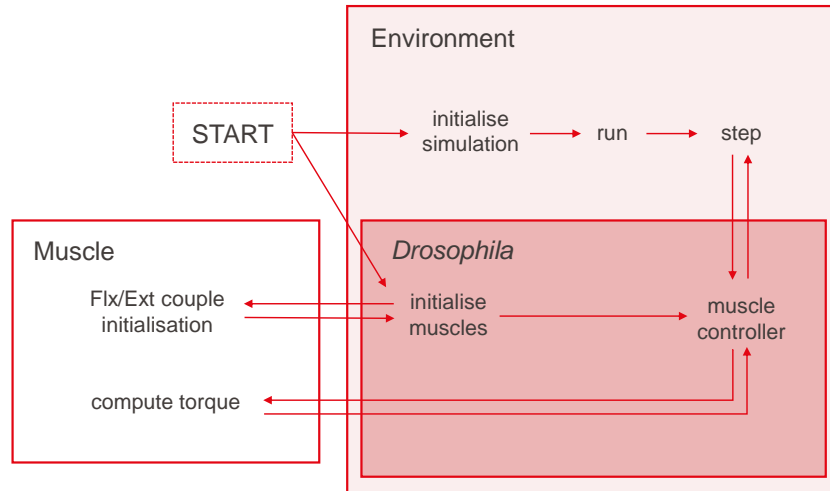 Environment
START
initialise
simulation
run
step
Muscle
Drosophila
Flx/Ext couple
initialisation
initialise
muscles
muscle
controller
compute torque